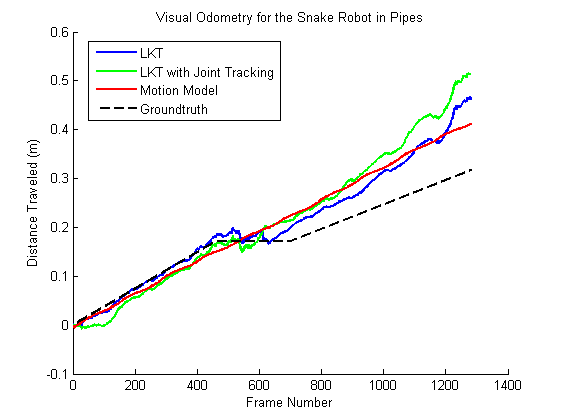 Visual Odometry for the Snake Robot in Pipes
0.6
0.5
0.4
0.3
0.2
0.1
0
-0.1
Distance Traveled (m)
LKT
LKT with Joint Tracking
Motion Model
Groundtruth
0 200 400 600 800 1000 1200 1400
Frame Number